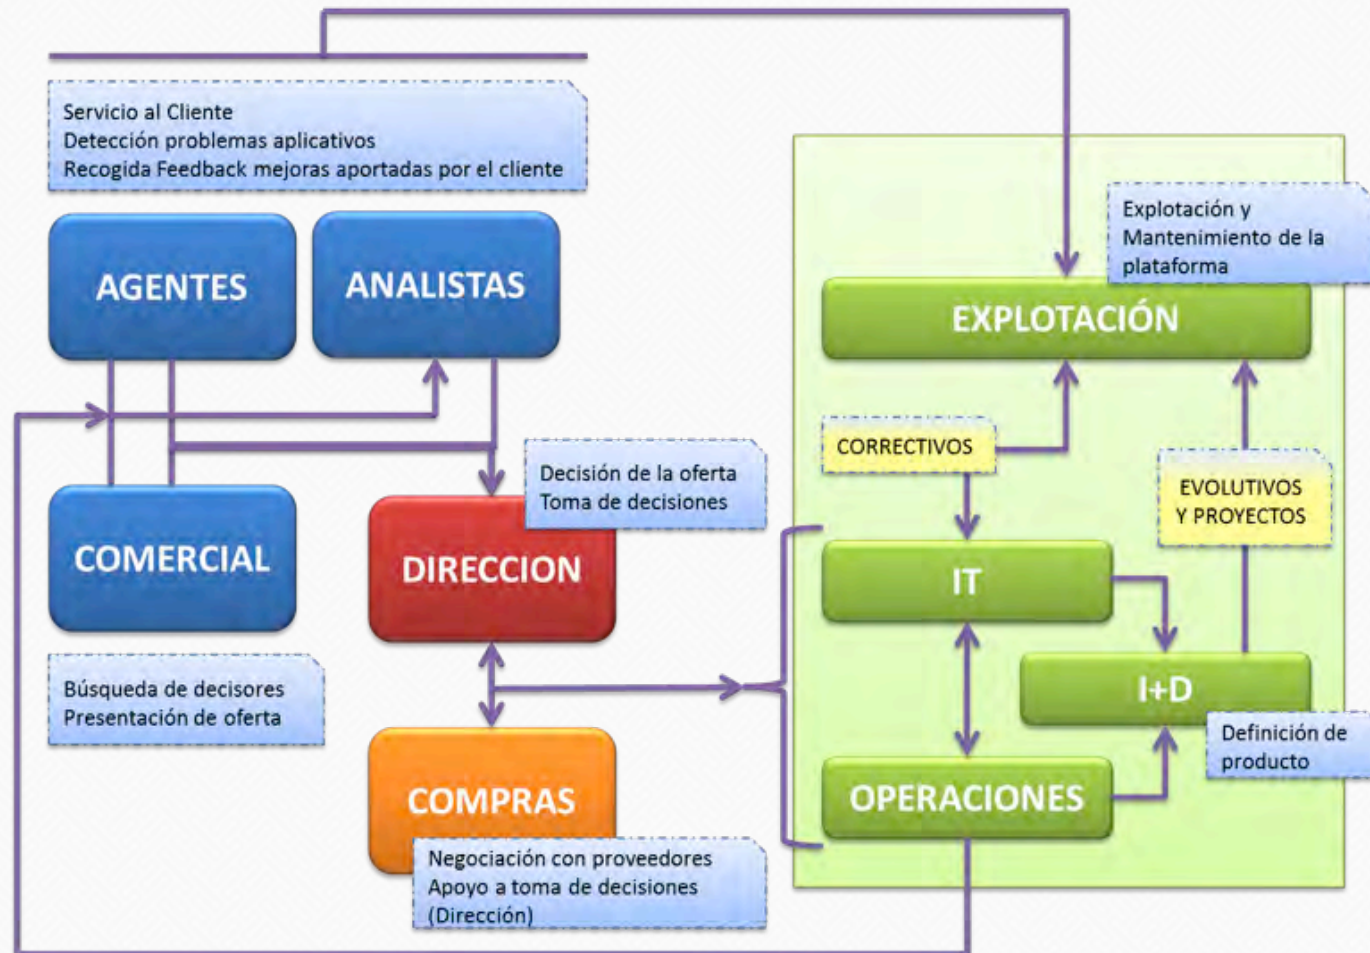 Servicio al Cliente
Detección problemas aplicativos
Recogida Feedback mejoras aportadas por el cliente
AGENTES
ANALISTAS
COMERCIAL
Búsqueda de decisores
Presentación de oferta
Decisión de la oferta
Toma de decisiones
DIRECCION
COMPRAS
Negociación con proveedores
Apoyo a toma de decisiones
(Dirección)
Explotación y
Mantenimiento de la
plataforma
EXPLOTACIÓN
CORRECTIVOS
EVOLUTIVOS
Y PROYECTOS
IT
I+D
Definición de
producto
OPERACIONES